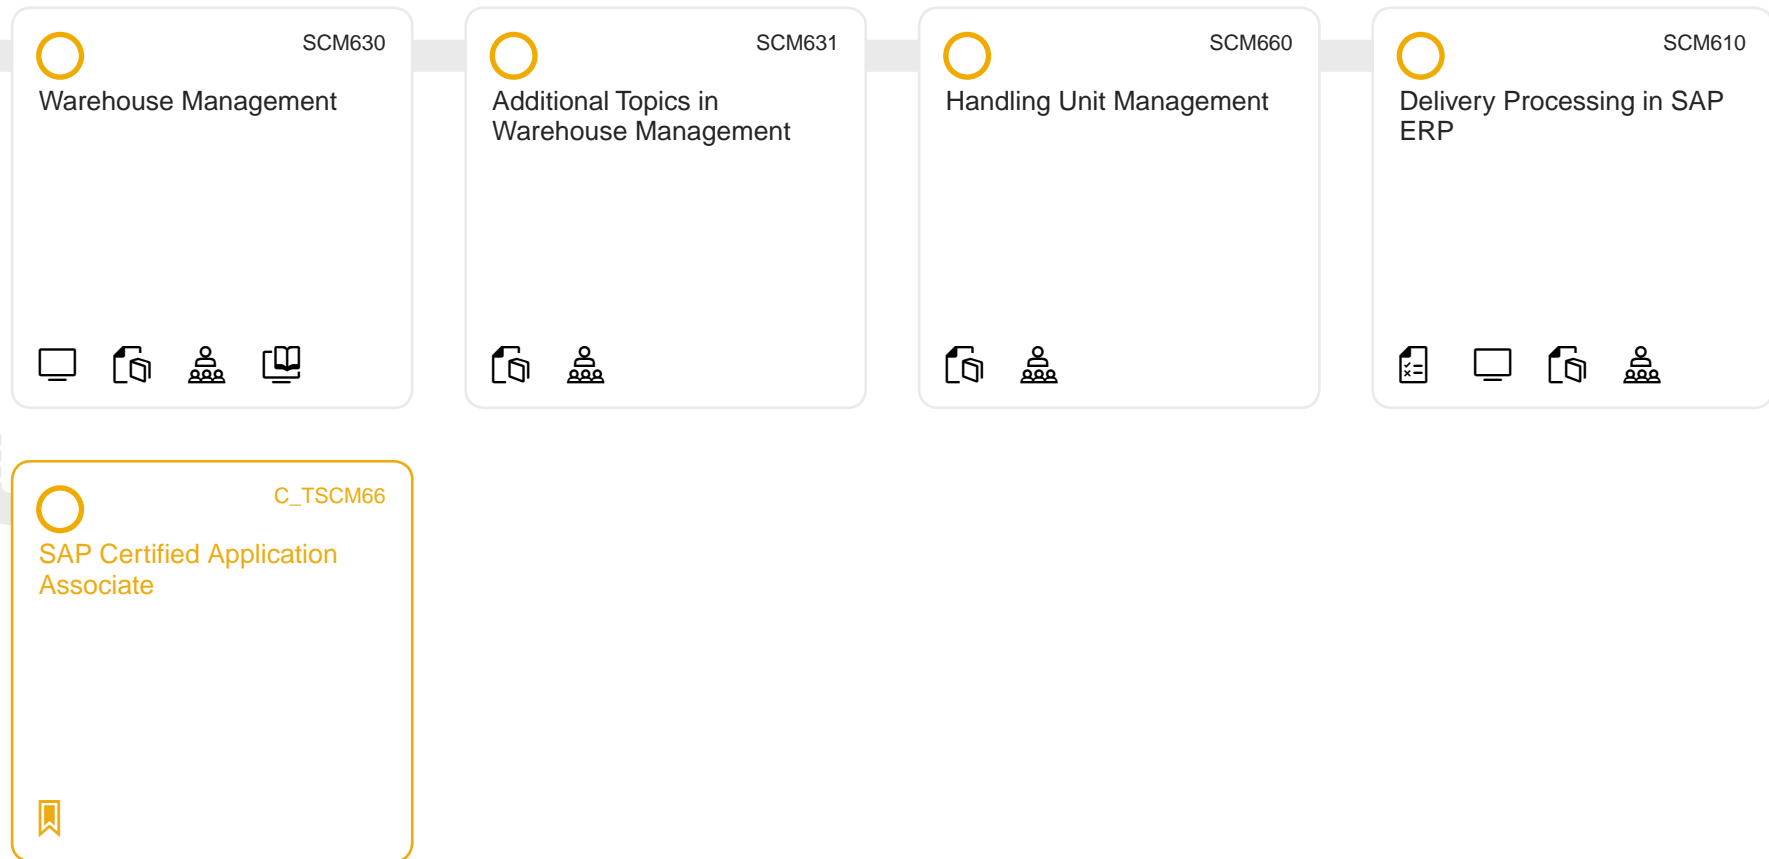 SCM630
Warehouse Management
SCM631
Additional Topics in
Warehouse Management
SCM660
Handling Unit Management
SCM610
Delivery Processing in SAP
ERP
C_TSCM66
SAP Certified Application
Associate